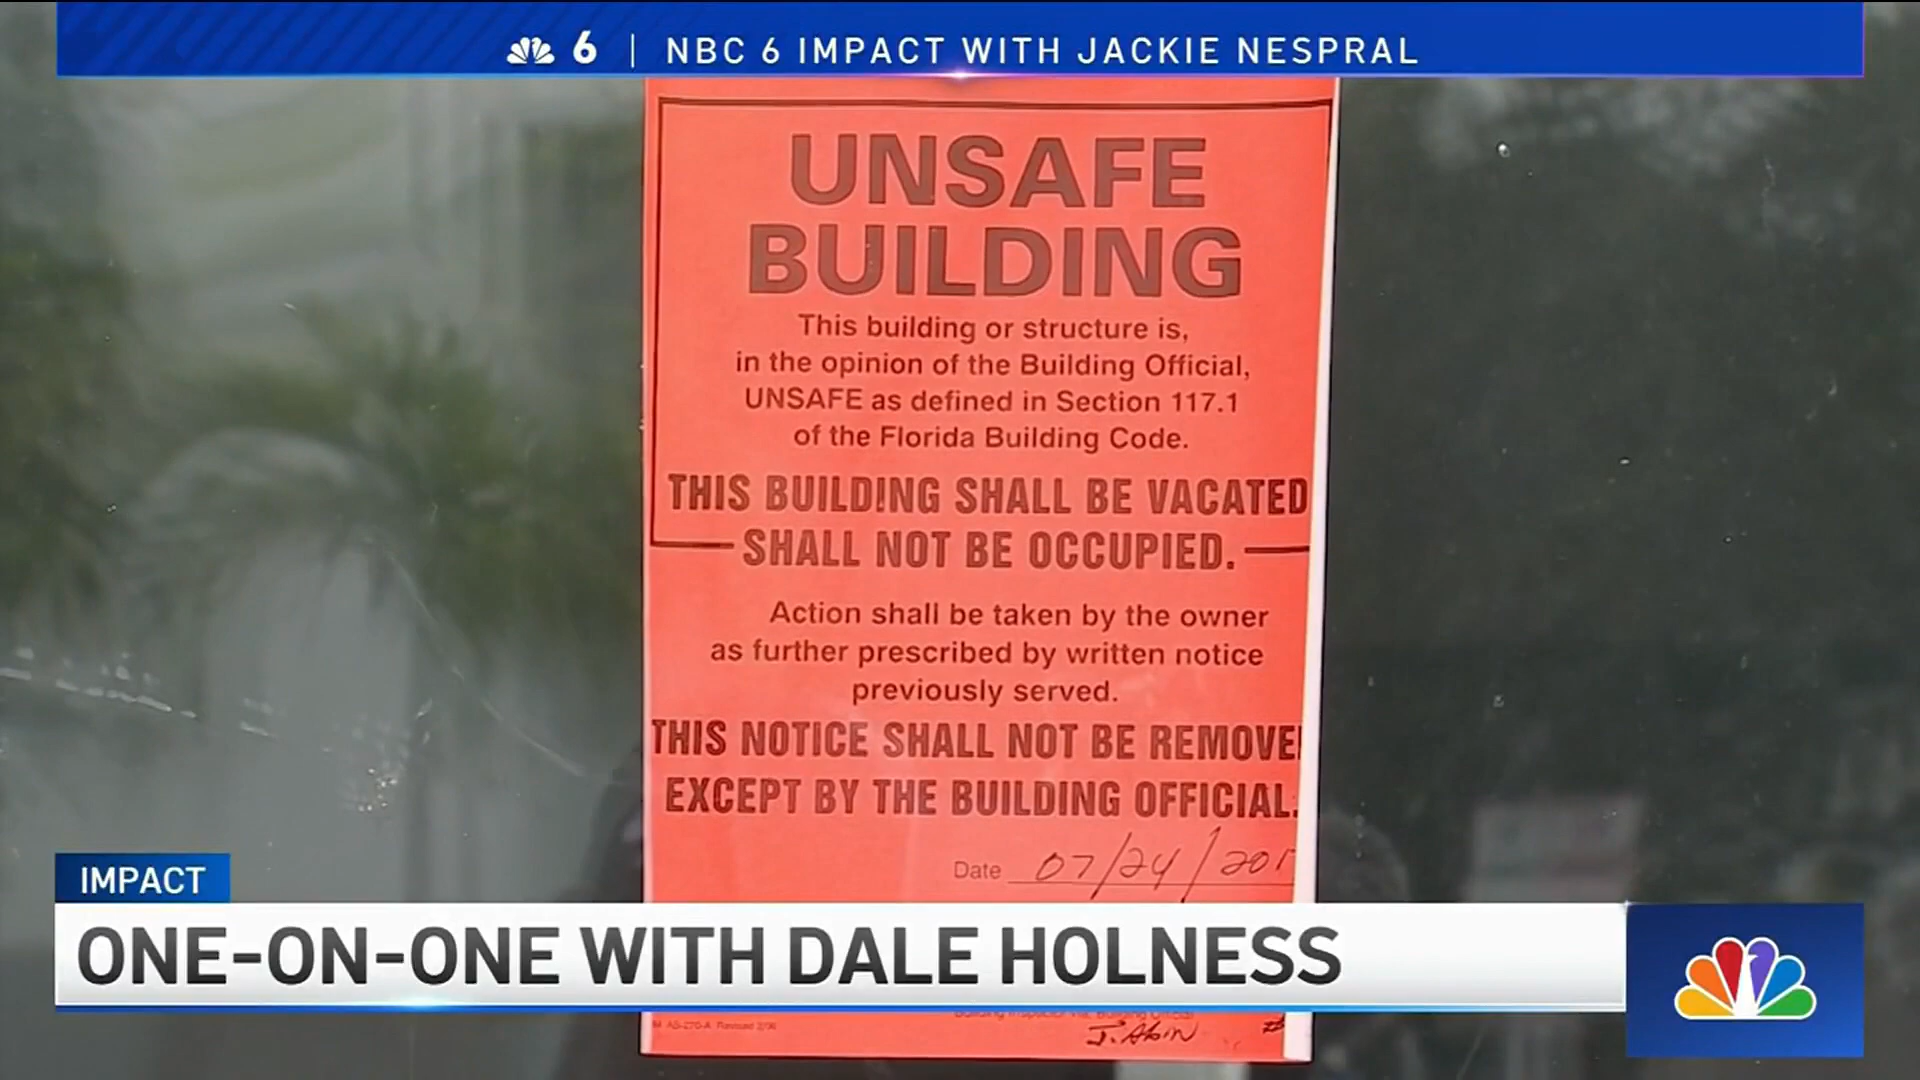 6 | NBC 6 IMPACT WITH JACKIE NESPRAL
UNSAFE
BUILDING
This building or structure is,
in the opinion of the Building Official,
UNSAFE as defined in Section 117.1
of the Florida Building Code.
THIS BUILDING SHALL BE VACATED
SHALL NOT BE OCCUPIED.
Action shall be taken by the owner
as further prescribed by written notice
previously served.
THIS NOTICE SHALL NOT BE REMOVE
EXCEPT BY THE BUILDING OFFICIAL.
Date 07/24/201
IMPACT
ONE-ON-ONE WITH DALE HOLNESS